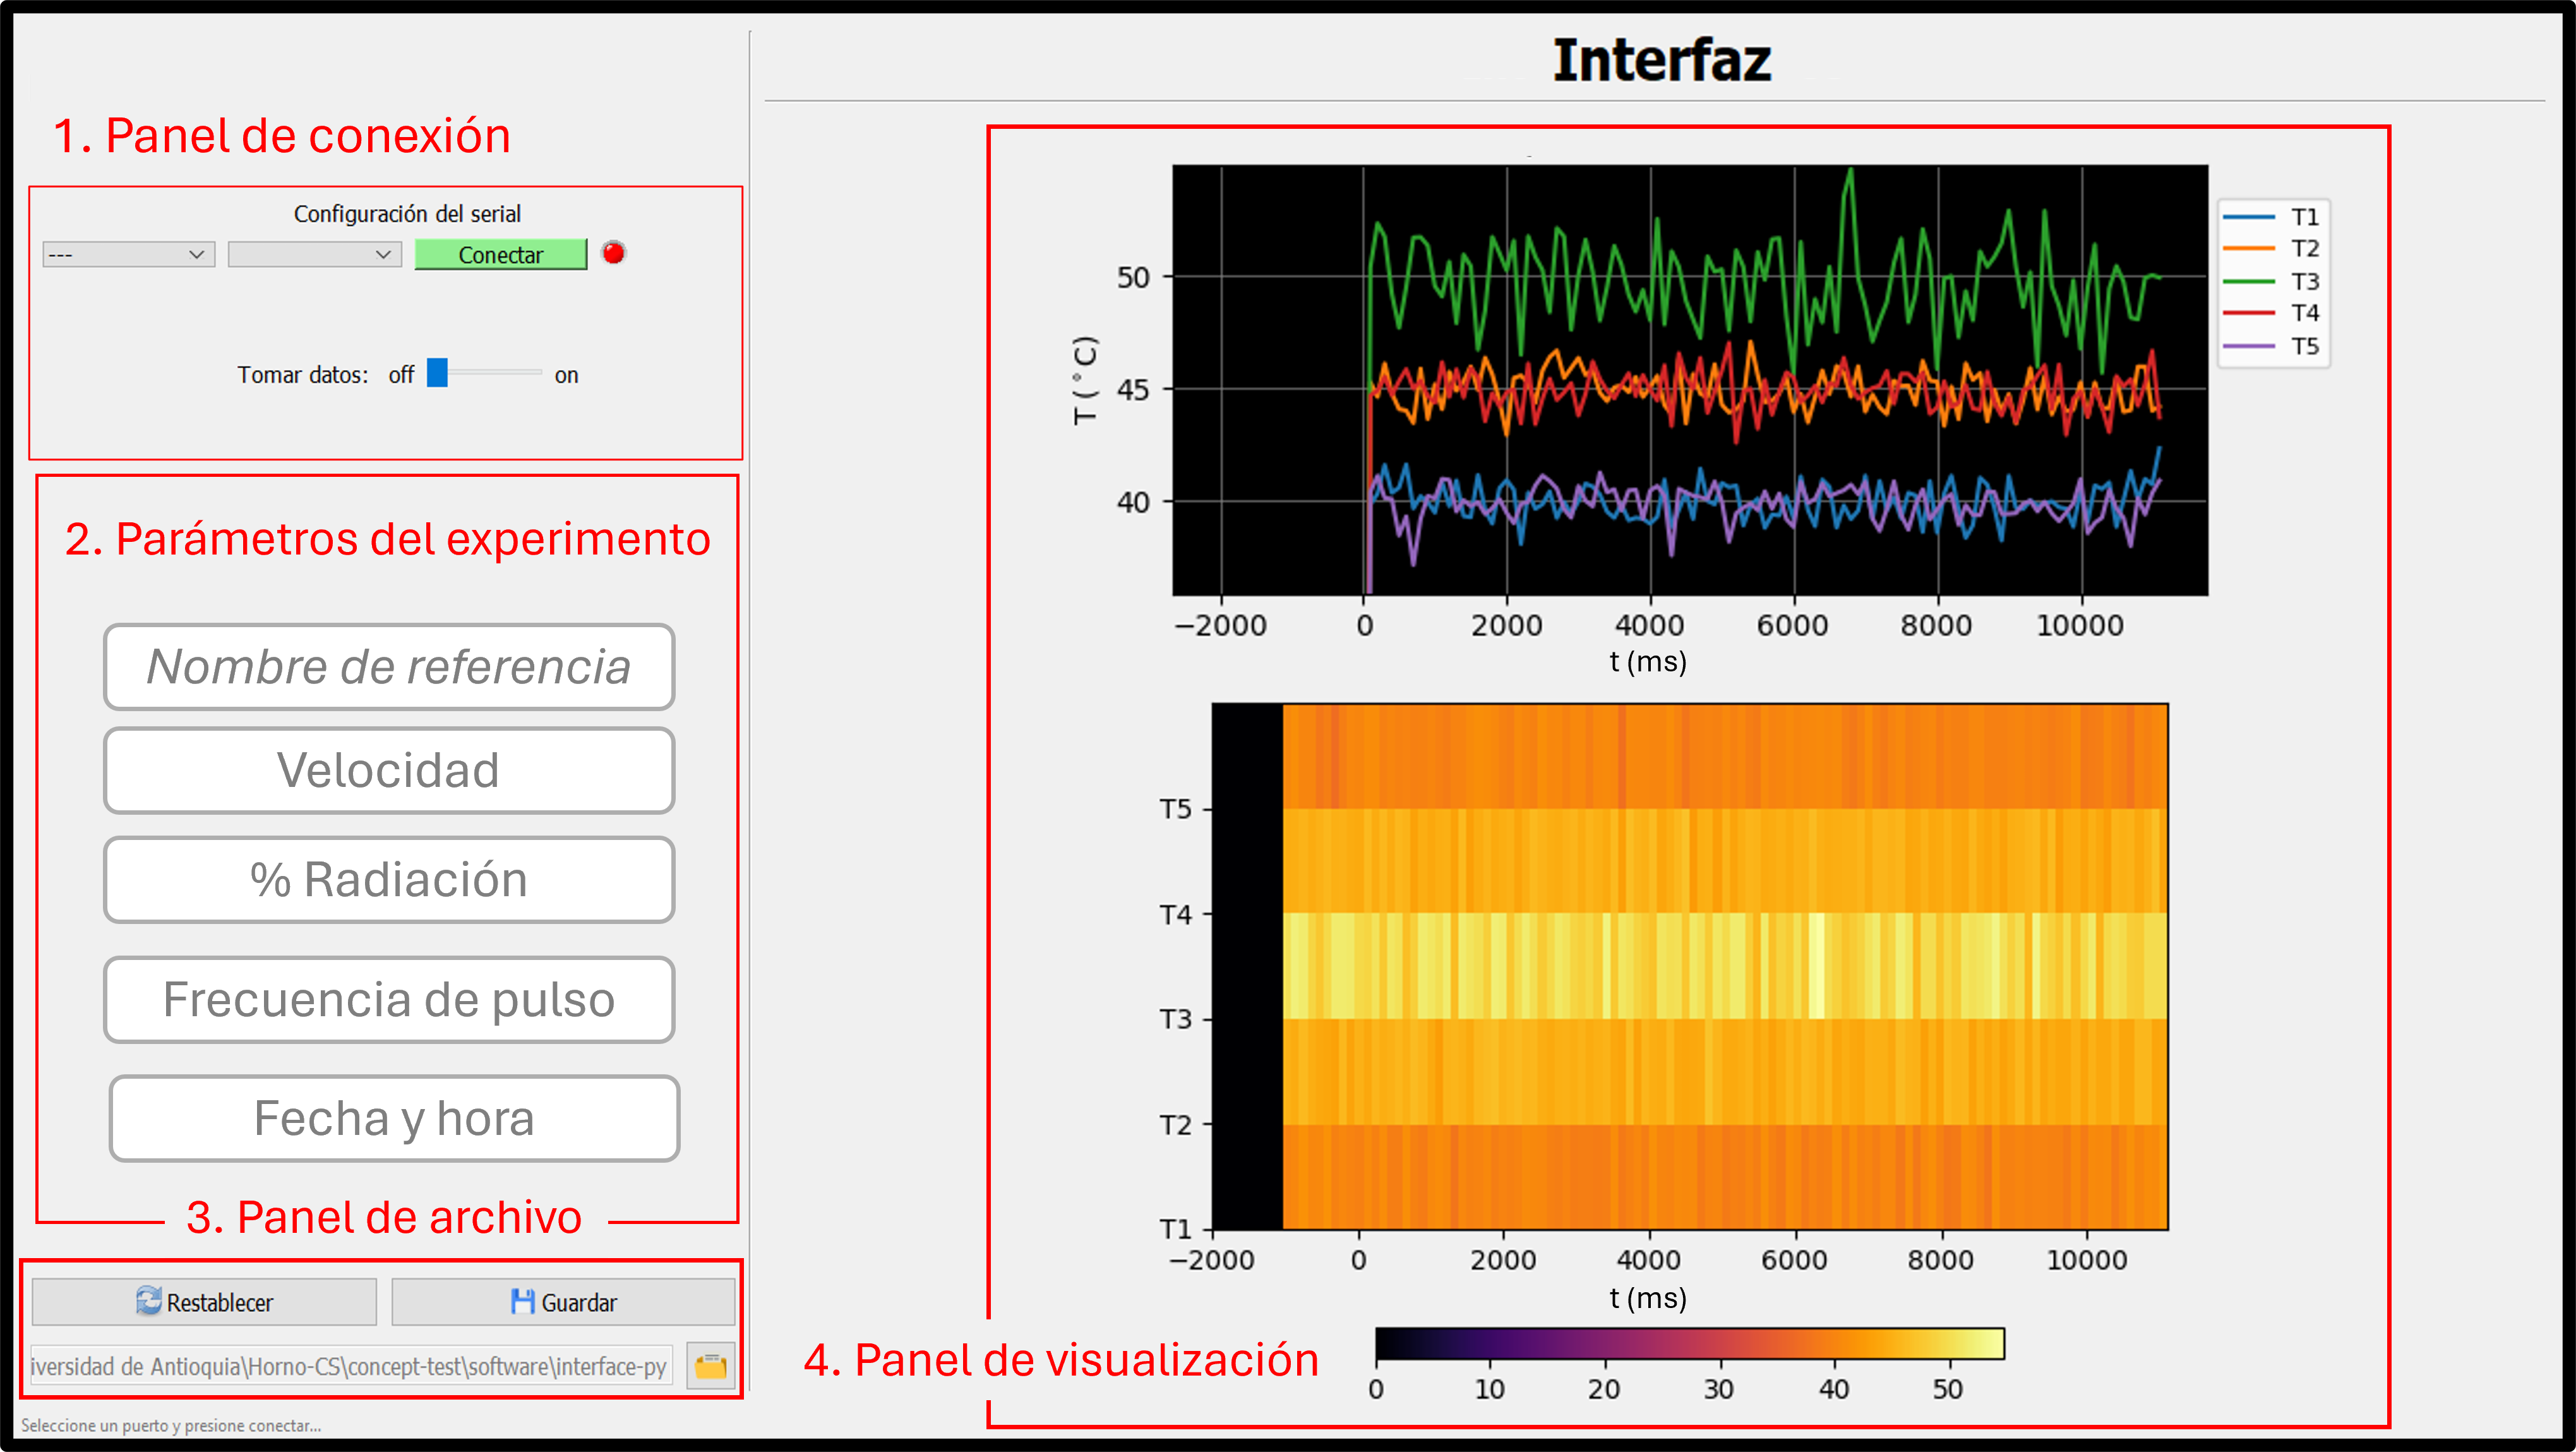 Interfaz
1. Panel de conexión
Configuración del serial
---
Conectar
Tomar datos: off on
2. Parámetros del experimento
Nombre de referencia
Velocidad
% Radiación
Frecuencia de pulso
Fecha y hora
3. Panel de archivo
Restablecer
Guardar
iversidad de Antioquia\Horno-CS\concept-test\software\interface-py
Seleccione un puerto y presione conectar...
T (°C)
50
45
40
−2000 0 2000 4000 6000 8000 10000
t (ms)
T1
T2
T3
T4
T5
T5
T4
T3
T2
T1
−2000 0 2000 4000 6000 8000 10000
t (ms)
4. Panel de visualización
0 10 20 30 40 50